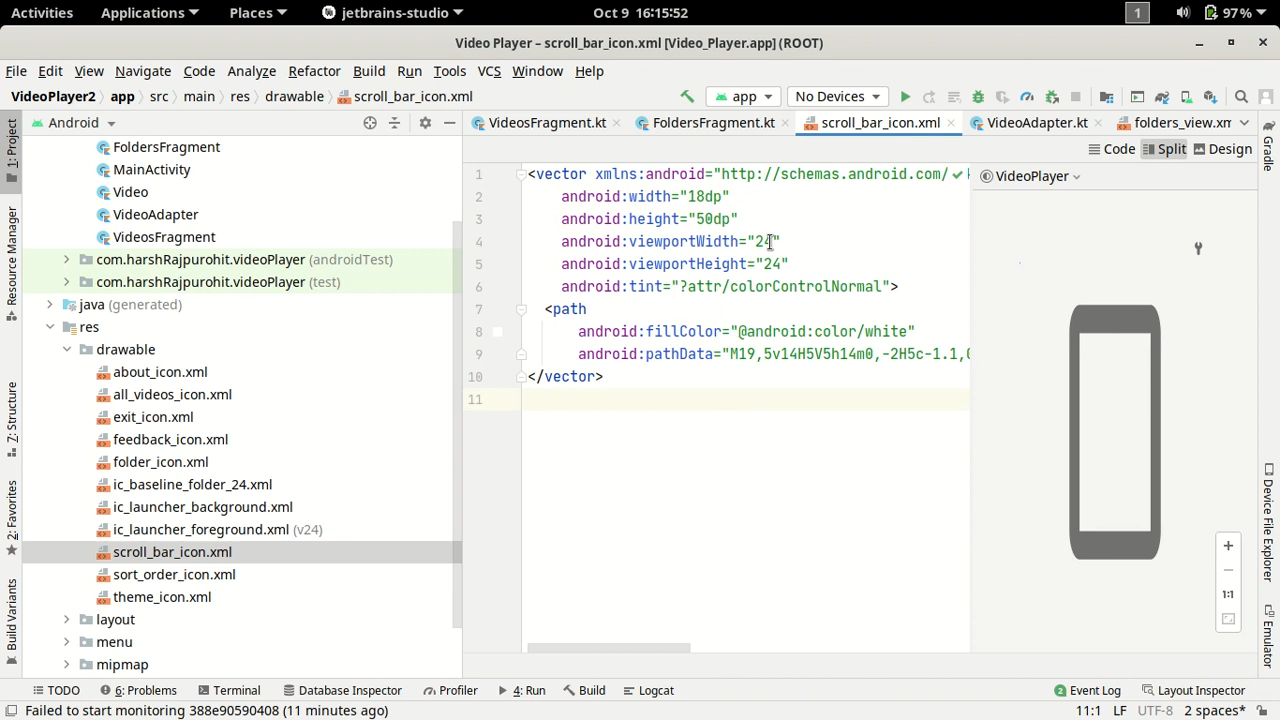 Activities Applications Places jetbrains-studio Oct 9 16:15:52 1 97%
Video Player – scroll_bar_icon.xml [Video_Player.app] (ROOT)
File Edit View Navigate Code Analyze Refactor Build Run Tools VCS Window Help
VideoPlayer2 app src main res drawable scroll_bar_icon.xml app No Devices
Android VideosFragment.kt FoldersFragment.kt scroll_bar_icon.xml VideoAdapter.kt folders_view.xm
Code Split Design
VideoPlayer
1: Project
Resource Manager
Z: Structure
2: Favorites
Build Variants
FoldersFragment
MainActivity
Video
VideoAdapter
VideosFragment
com.harshRajpurohit.videoPlayer (androidTest)
com.harshRajpurohit.videoPlayer (test)
java (generated)
res
drawable
about_icon.xml
all_videos_icon.xml
exit_icon.xml
feedback_icon.xml
folder_icon.xml
ic_baseline_folder_24.xml
ic_launcher_background.xml
ic_launcher_foreground.xml (v24)
scroll_bar_icon.xml
sort_order_icon.xml
theme_icon.xml
layout
menu
mipmap
1 <vector xmlns:android="http://schemas.android.com/
2 android:width="18dp"
3 android:height="50dp"
4 android:viewportWidth="24"
5 android:viewportHeight="24"
6 android:tint="?attr/colorControlNormal">
7 <path
8 android:fillColor="@android:color/white"
9 android:pathData="M19,5v14H5V5h14m0,-2H5c-1.1,0
10 </vector>
11
1:1
Gradle
Device File Explorer
Emulator
TODO 6: Problems Terminal Database Inspector Profiler 4: Run Build Logcat 2 Event Log Layout Inspector
Failed to start monitoring 388e90590408 (11 minutes ago) 11:1 LF UTF-8 2 spaces*